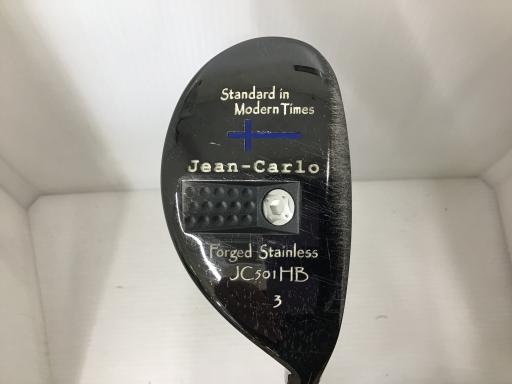 Standard in
Modern Times
Jean-Carlo
Forged Stainless
JC501HB
3